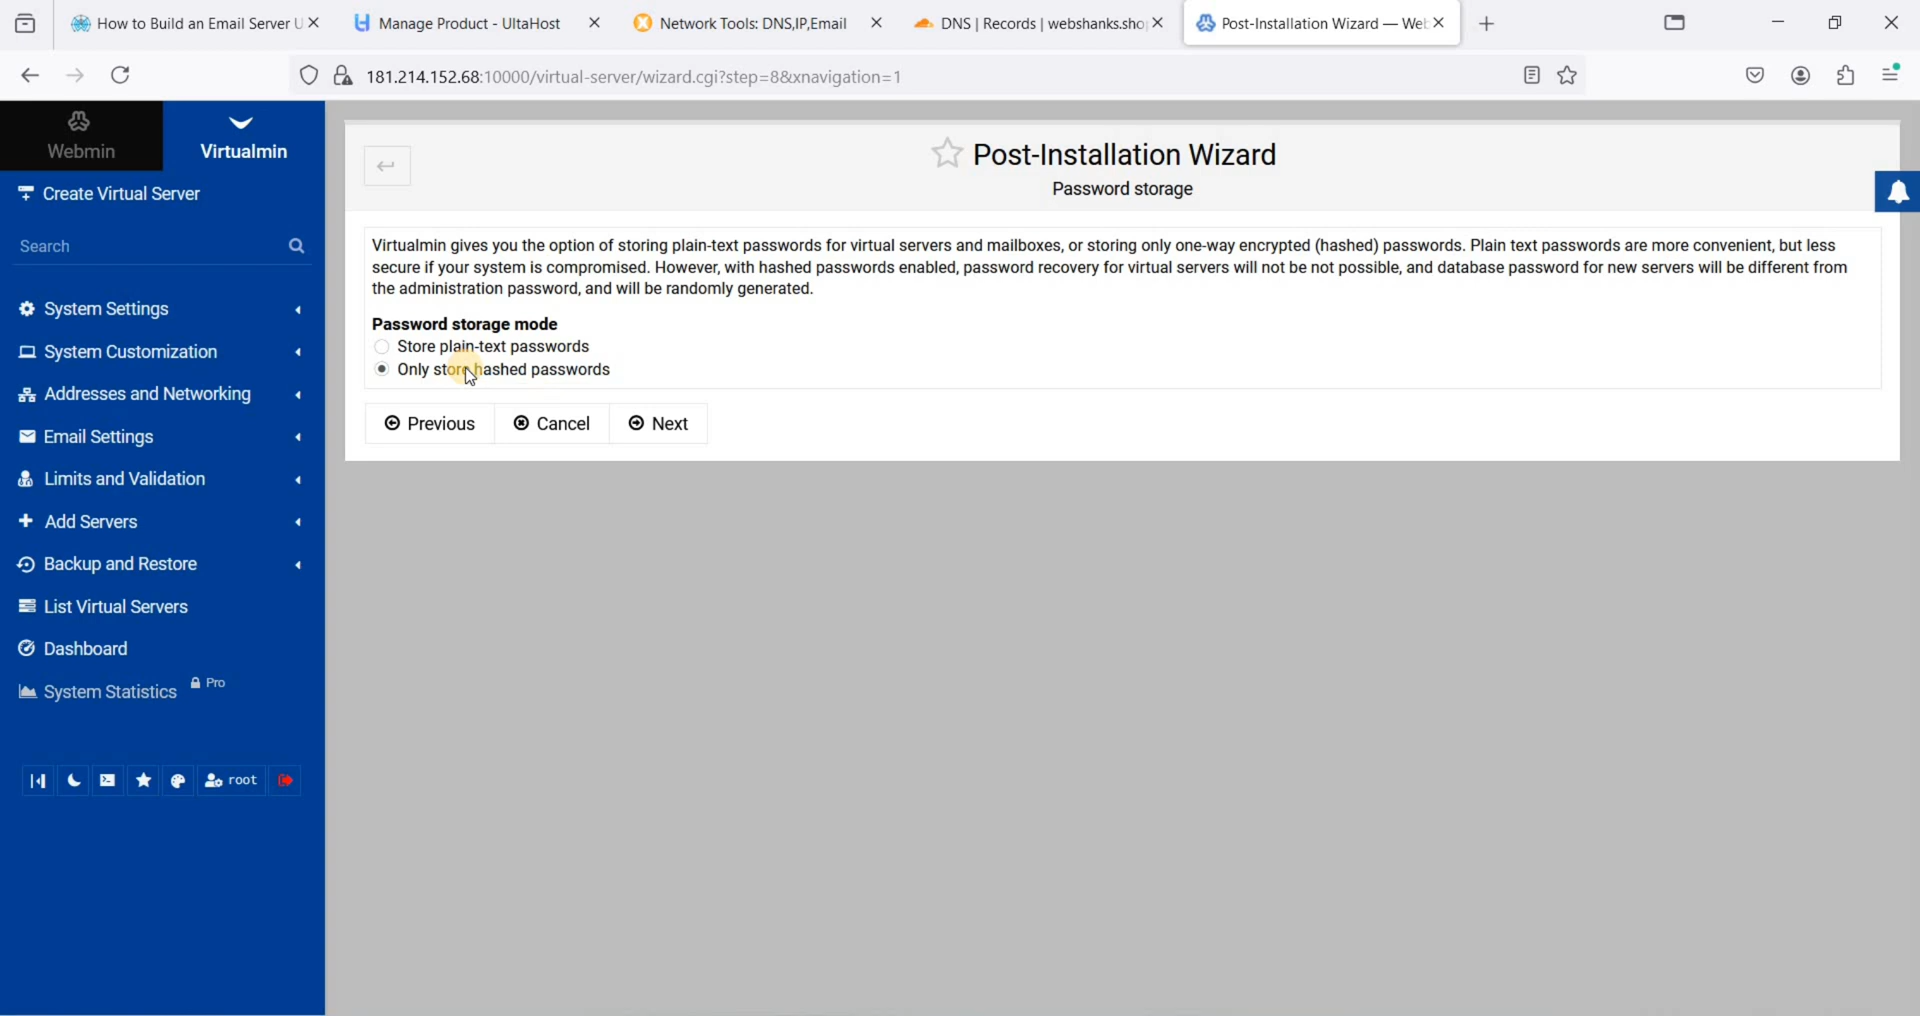 How to Build an Email Server U
Manage Product - UltaHost
Network Tools: DNS,IP,Email
DNS | Records | webshanks.sho
Post-Installation Wizard — Web
181.214.152.68:10000/virtual-server/wizard.cgi?step=8&xnavigation=1
Webmin
Virtualmin
Create Virtual Server
Search
System Settings
System Customization
Addresses and Networking
Email Settings
Limits and Validation
Add Servers
Backup and Restore
List Virtual Servers
Dashboard
System Statistics Pro
root
Post-Installation Wizard
Password storage
Virtualmin gives you the option of storing plain-text passwords for virtual servers and mailboxes, or storing only one-way encrypted (hashed) passwords. Plain text passwords are more convenient, but less
secure if your system is compromised. However, with hashed passwords enabled, password recovery for virtual servers will not be not possible, and database password for new servers will be different from
the administration password, and will be randomly generated.
Password storage mode
Store plain-text passwords
Only store hashed passwords
Previous
Cancel
Next